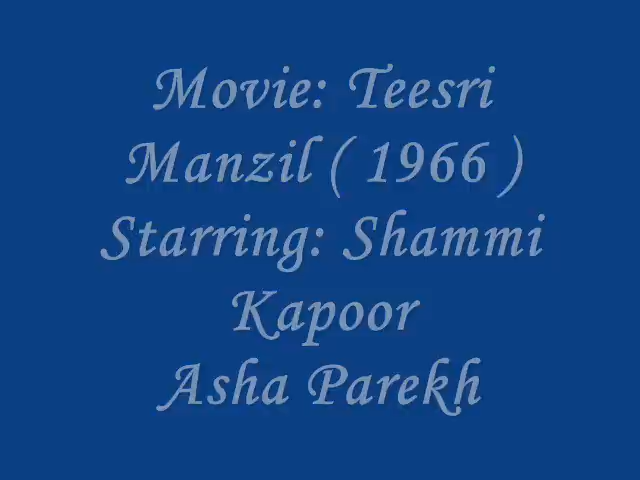 Movie: Teesri
Manzil ( 1966 )
Starring: Shammi
Kapoor
Asha Parekh